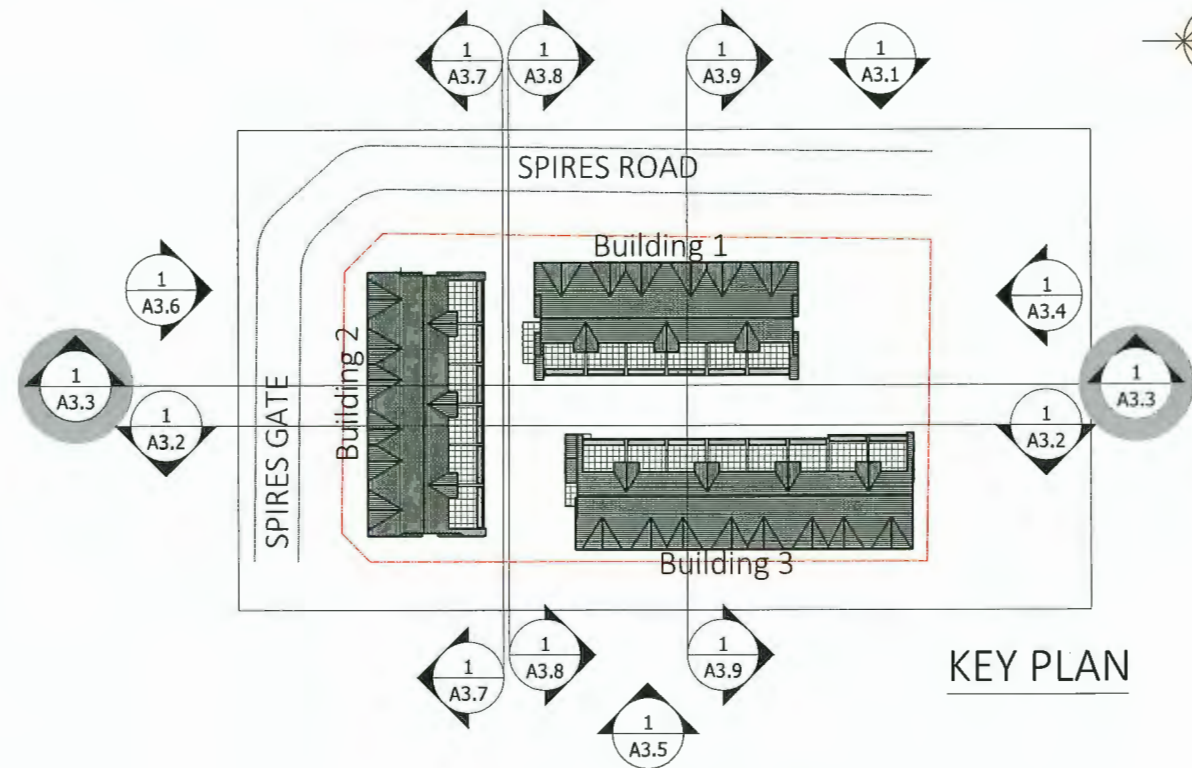 1
A3.7
1
A3.8
1
A3.9
1
A3.1
SPIRES ROAD
Building 1
1
A3.6
1
A3.4
1
A3.3
1
A3.3
1
A3.2
1
A3.2
SPIRES GATE
Building 2
Building 3
1
A3.7
1
A3.8
1
A3.9
1
A3.5
KEY PLAN